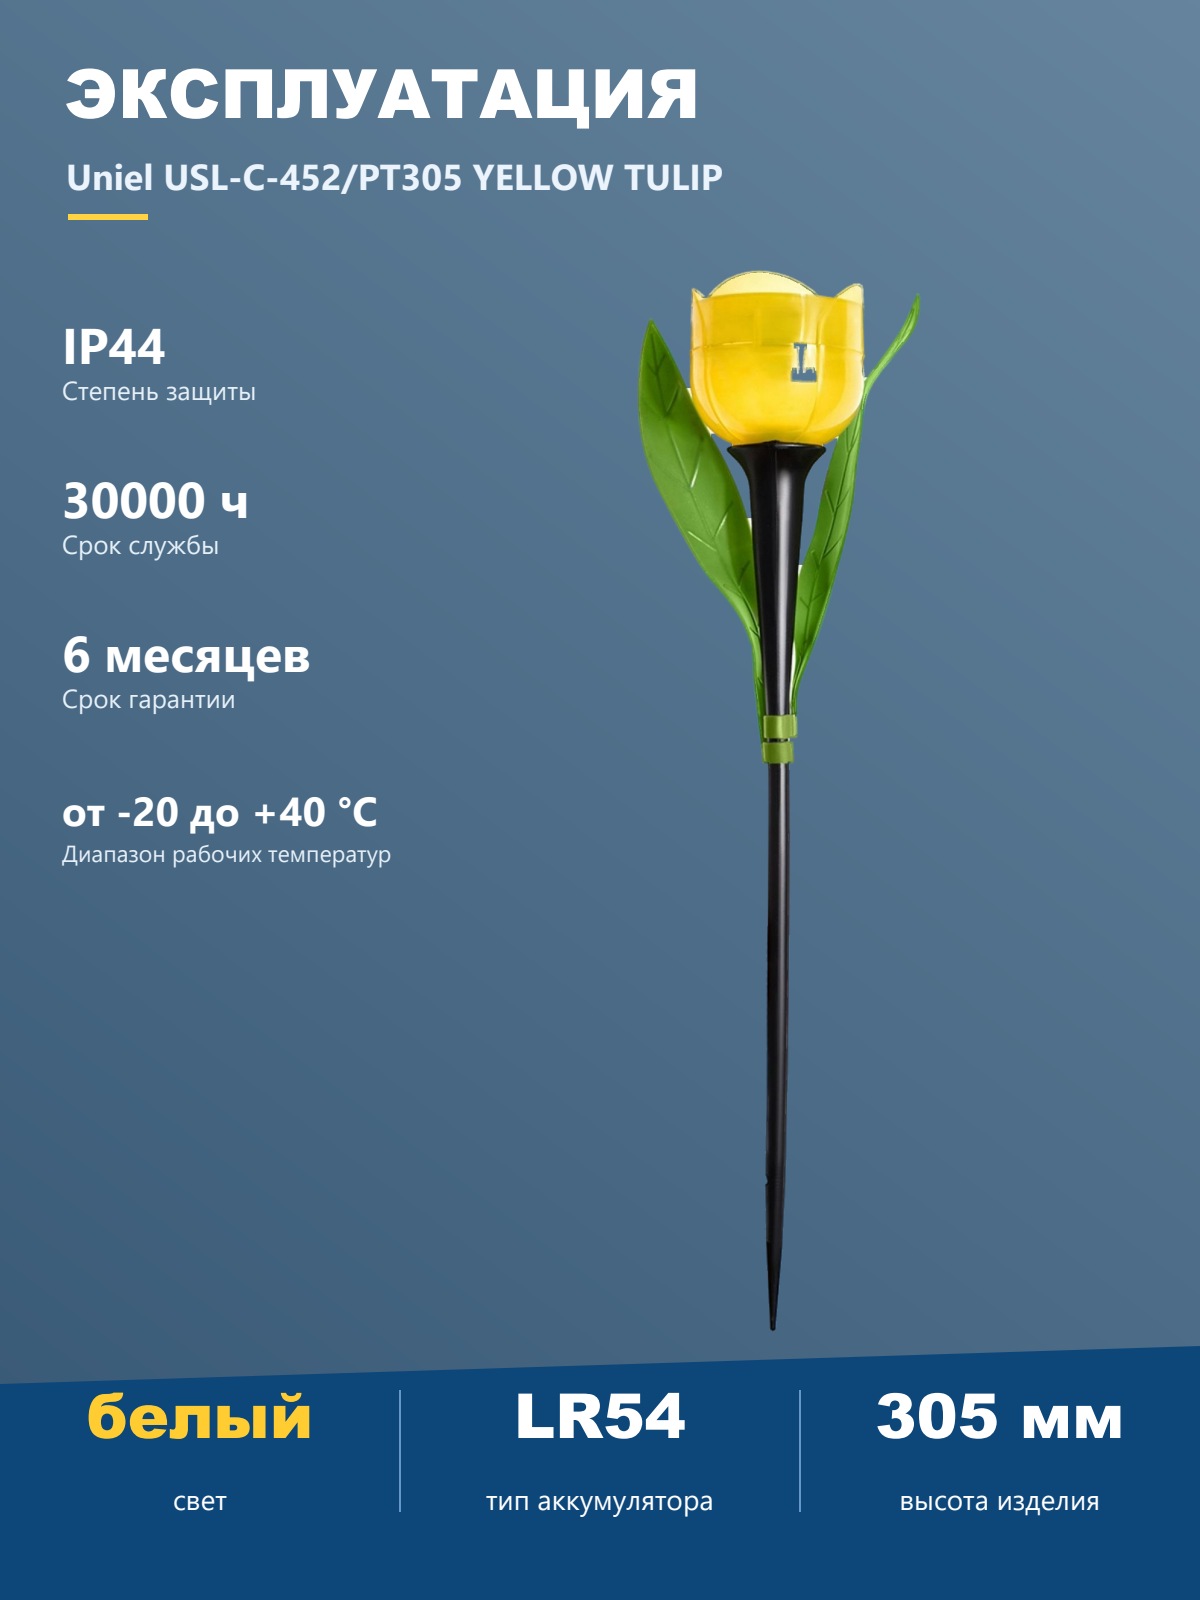 ЭКСПЛУАТАЦИЯ
Uniel USL-C-452/PT305 YELLOW TULIP
IP44
Степень защиты
30000 ч
Срок службы
6 месяцев
Срок гарантии
от -20 до +40 °C
Диапазон рабочих температур
белый
свет
LR54
тип аккумулятора
305 мм
высота изделия